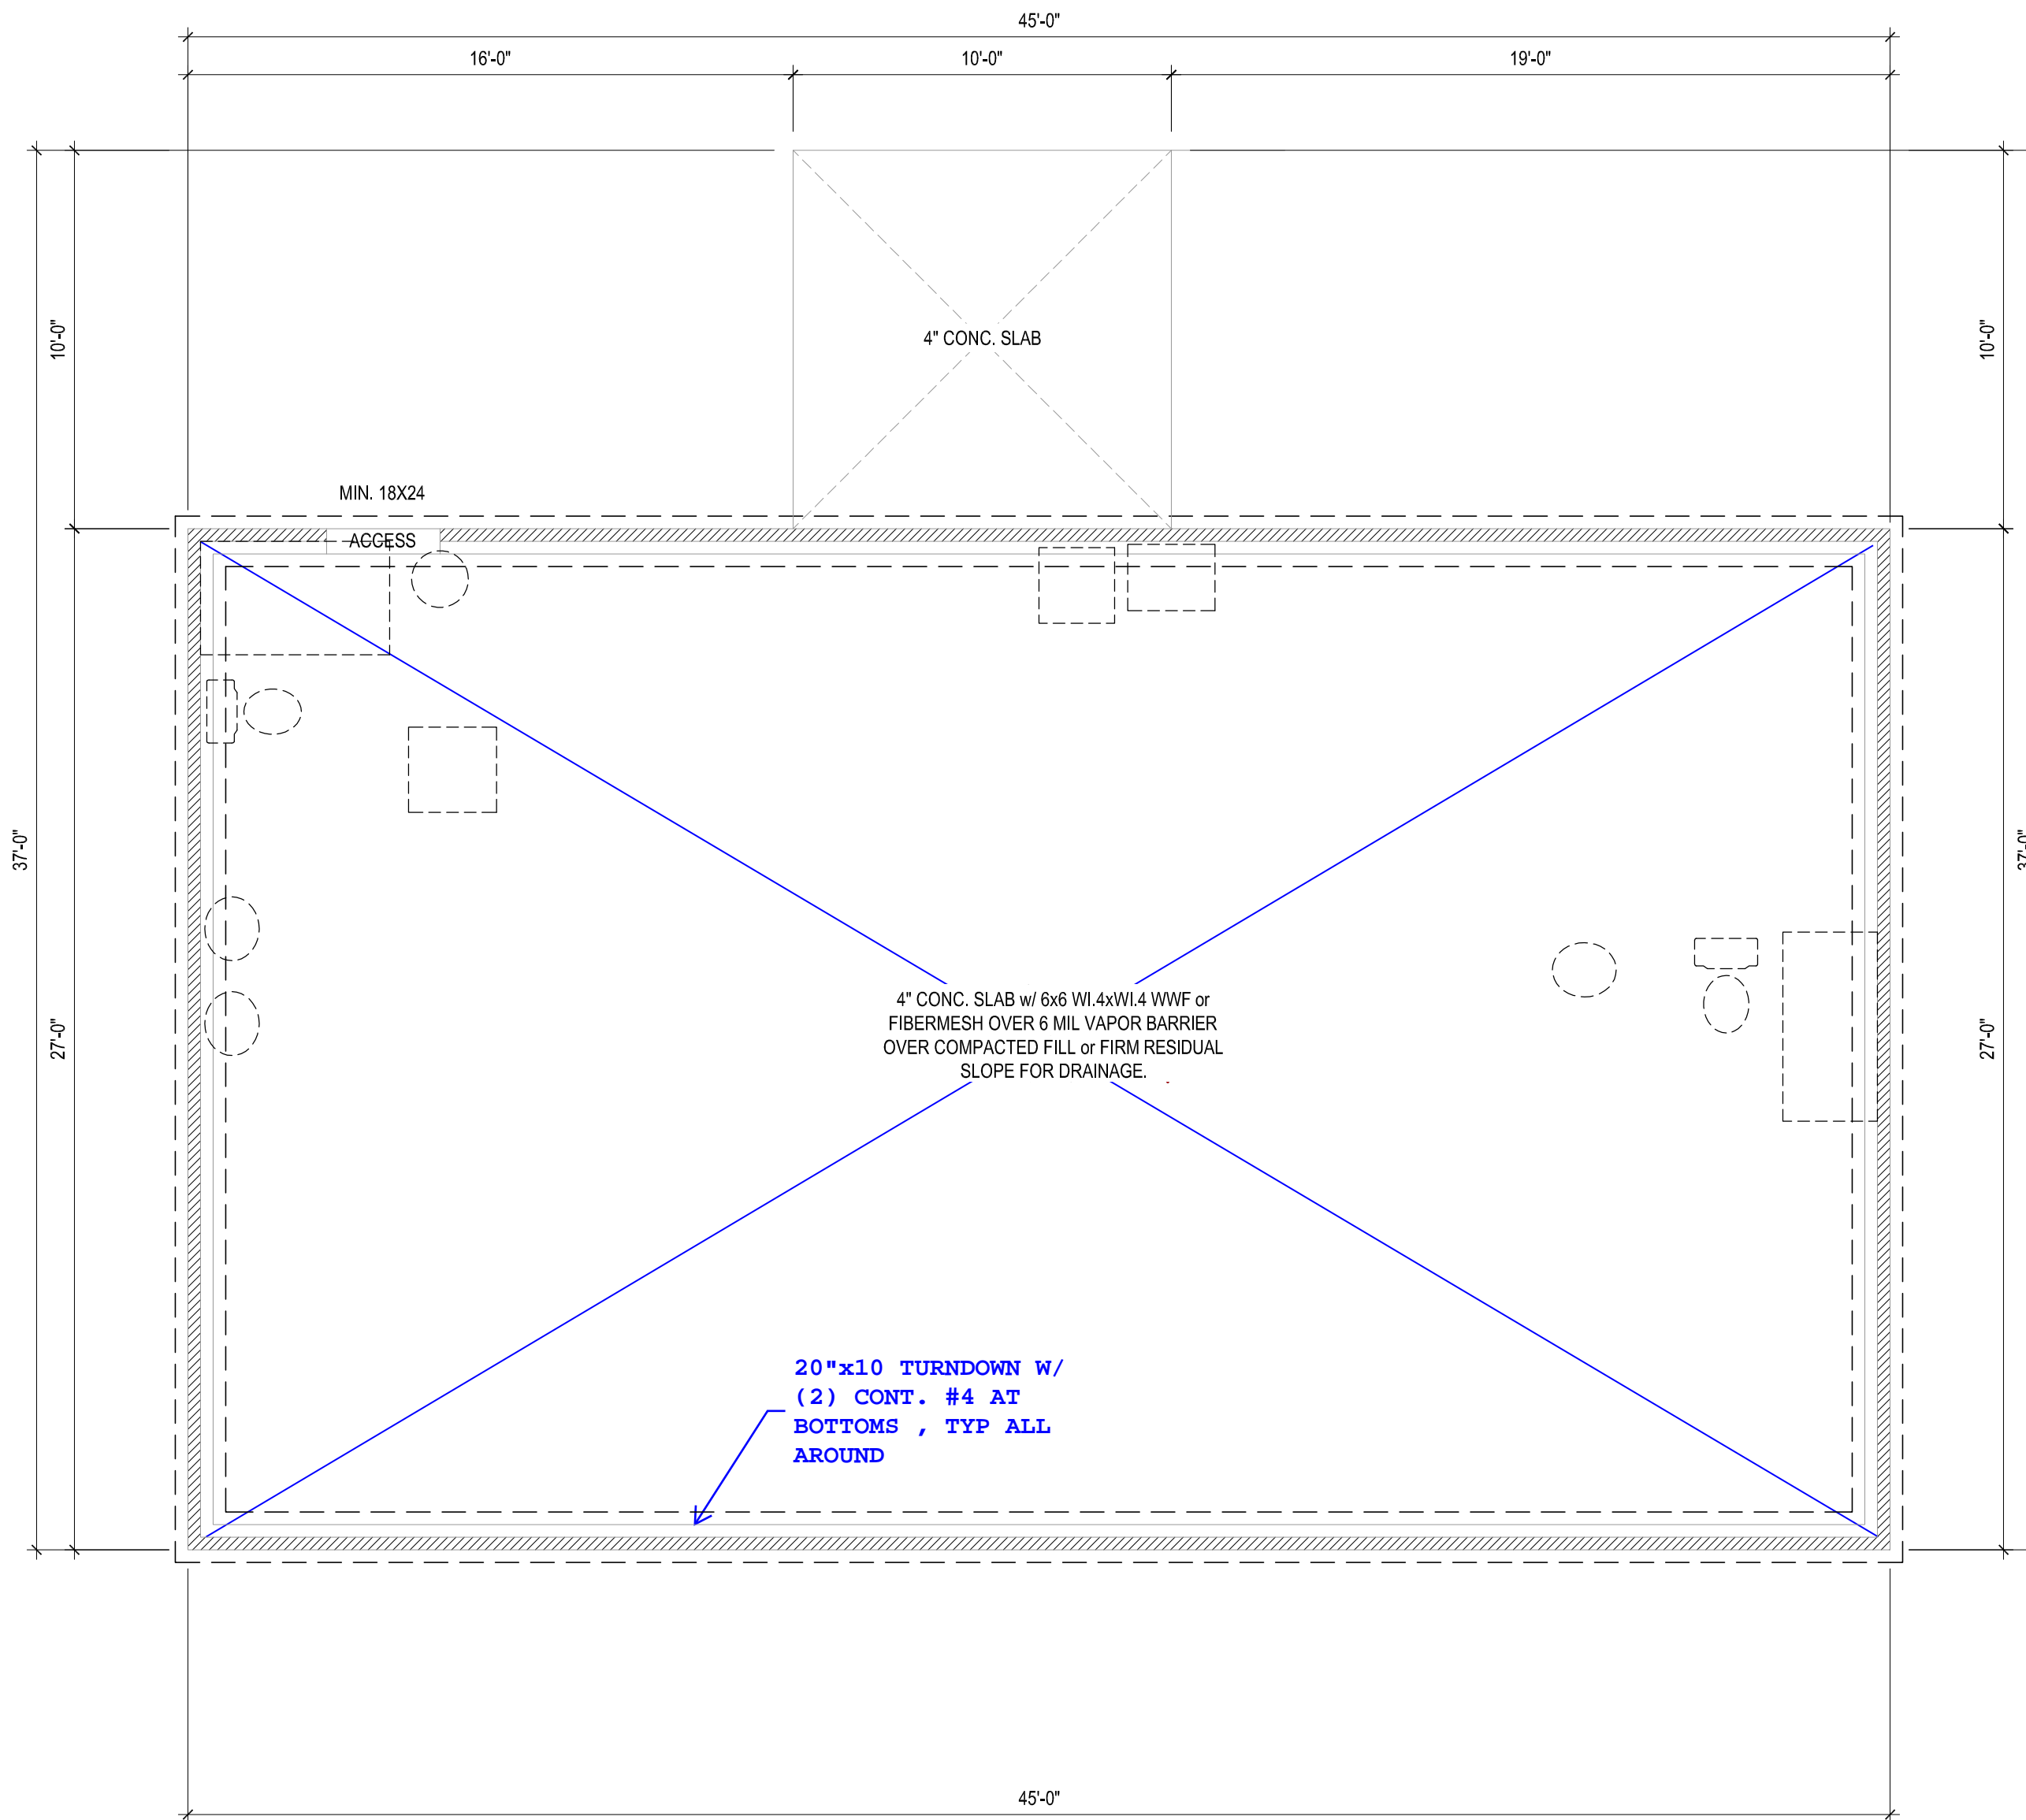 45'-0"
16'-0"
10'-0"
19'-0"
10'-0"
10'-0"
4" CONC. SLAB
MIN. 18X24
ACCESS
37'-0"
37'-0"
27'-0"
27'-0"
4" CONC. SLAB w/ 6x6 WI.4xWI.4 WWF or
FIBERMESH OVER 6 MIL VAPOR BARRIER
OVER COMPACTED FILL or FIRM RESIDUAL
SLOPE FOR DRAINAGE.
20"x10 TURNDOWN W/
(2) CONT. #4 AT
BOTTOMS , TYP ALL
AROUND
45'-0"